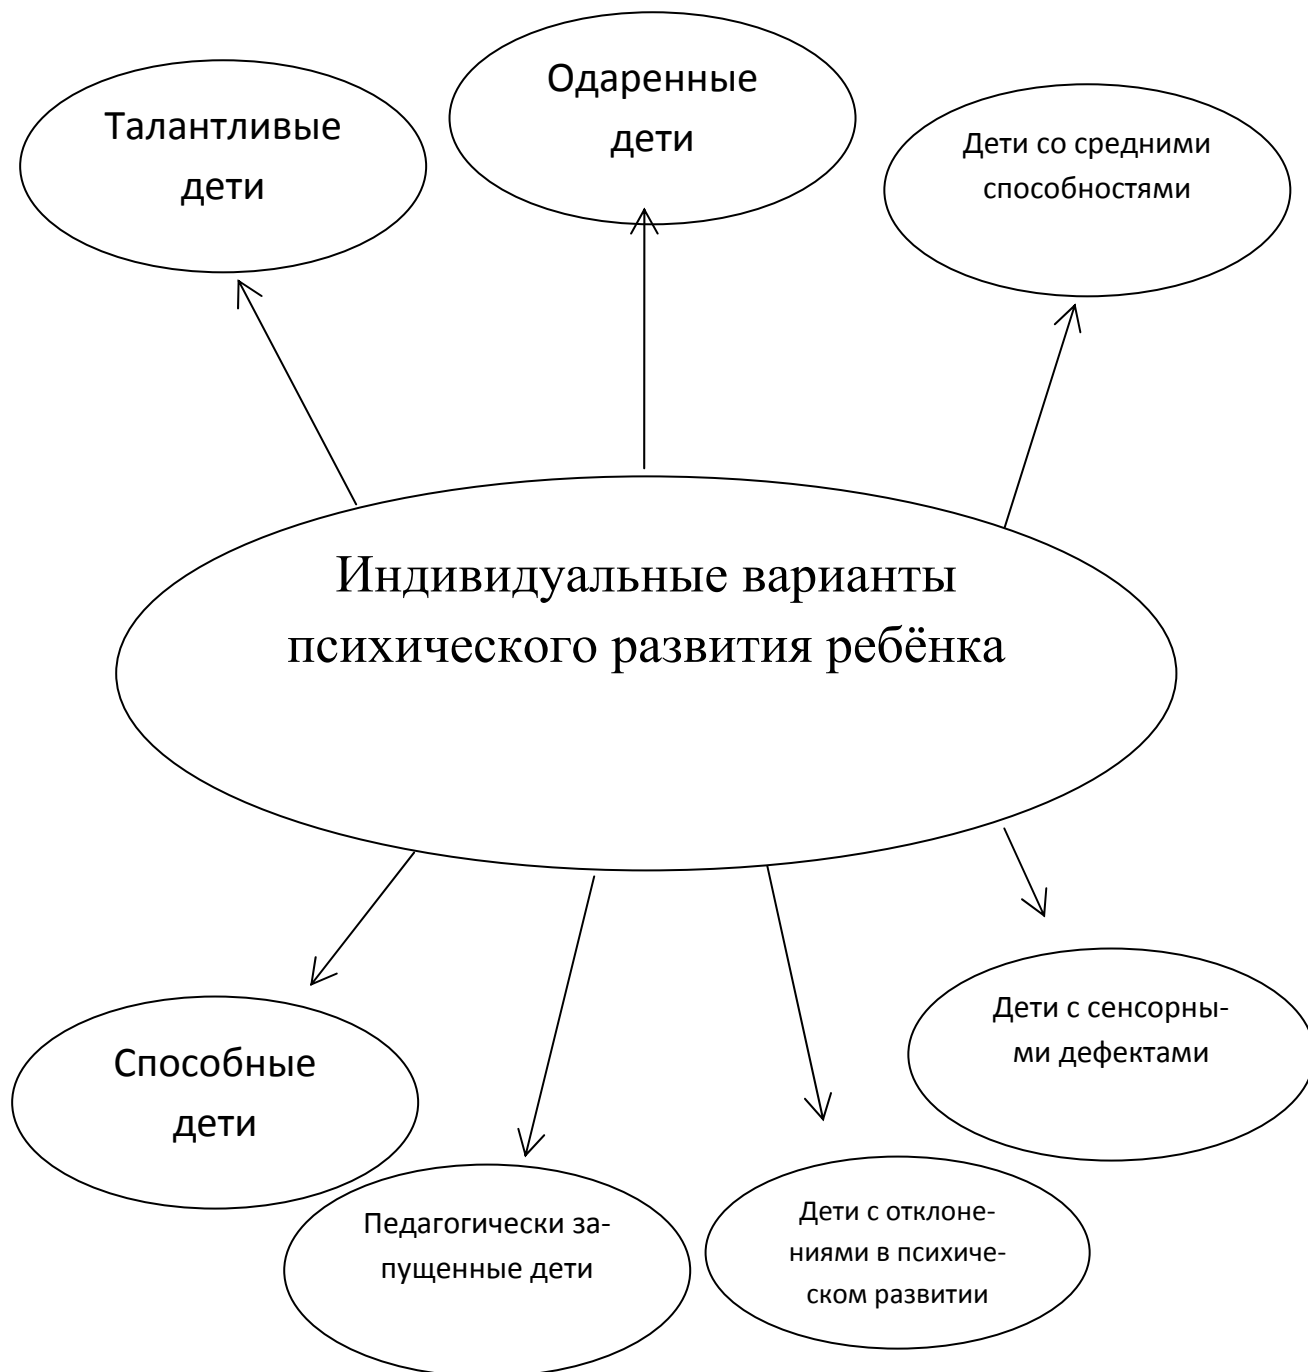 Талантливые
дети
Одаренные
дети
Дети со средними
способностями
Индивидуальные варианты
психического развития ребёнка
Способные
дети
Педагогически за-
пущенные дети
Дети с отклоне-
ниями в психиче-
ском развитии
Дети с сенсорны-
ми дефектами